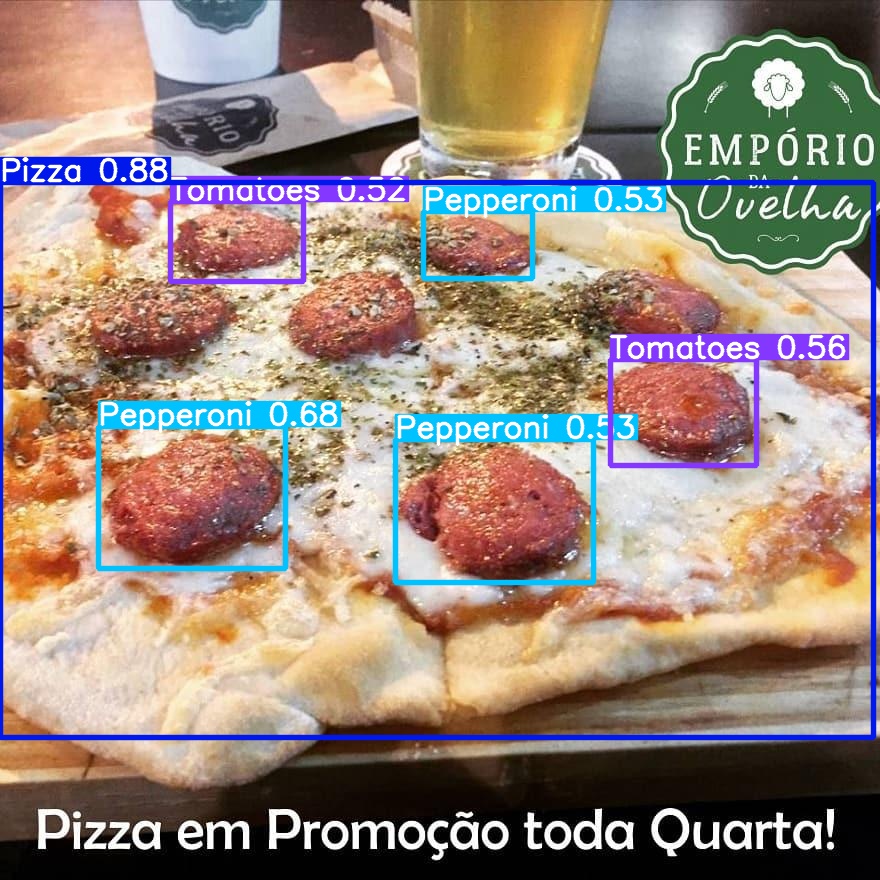 EMPÓRIO
DA
Ovelha
Pizza 0.88
Tomatoes 0.52
Pepperoni 0.53
Tomatoes 0.56
Pepperoni 0.68
Pepperoni 0.53
Pizza em Promoção toda Quarta!